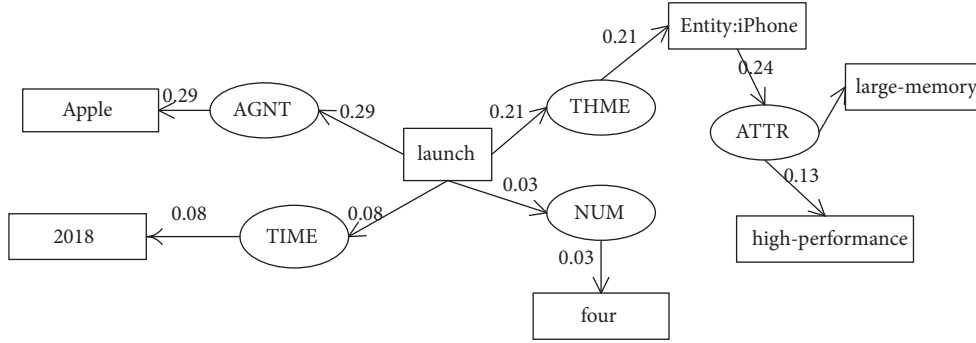 Entity:iPhone
0.21
0.24
large-memory
0.29
Apple
AGNT
0.29
0.21
THME
ATTR
launch
0.13
0.03
0.08
0.08
2018
TIME
NUM
high-performance
0.03
four